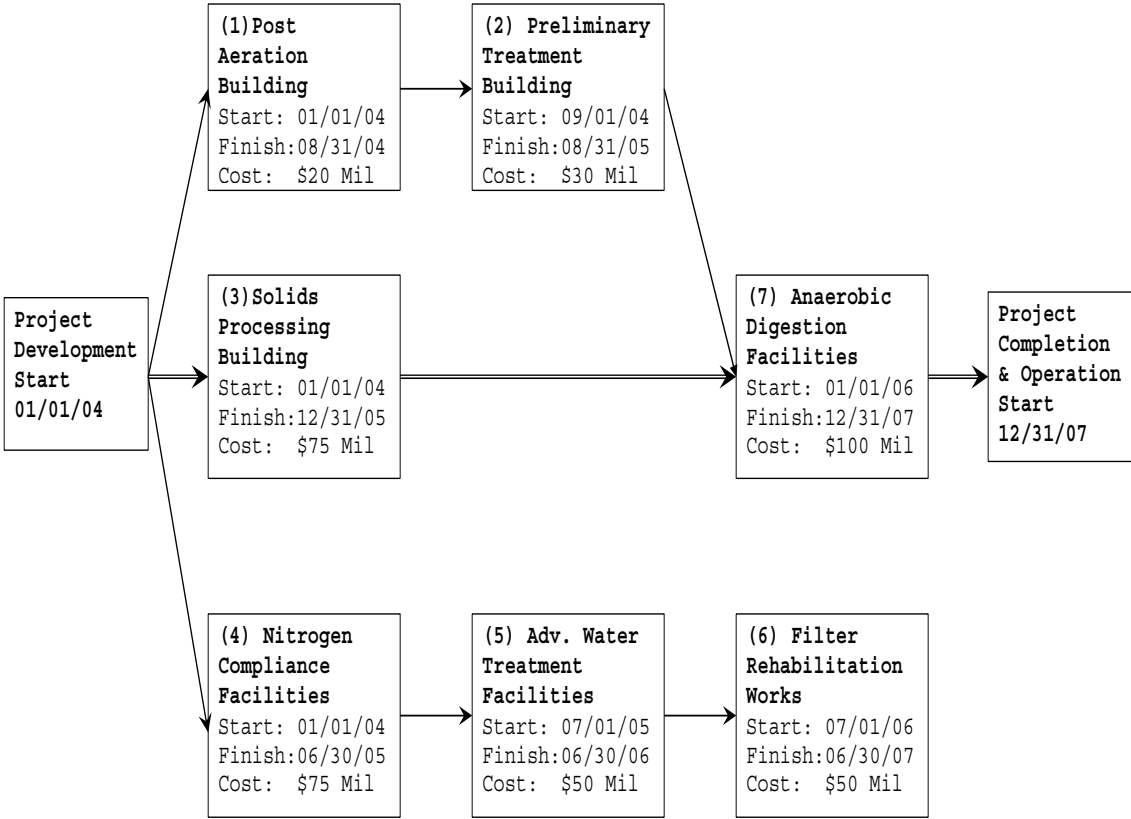 (1)Post
Aeration
Building
Start: 01/01/04
Finish:08/31/04
Cost: $20 Mil
(2) Preliminary
Treatment
Building
Start: 09/01/04
Finish:08/31/05
Cost: $30 Mil
Project
Development
Start
01/01/04
(3)Solids
Processing
Building
Start: 01/01/04
Finish:12/31/05
Cost: $75 Mil
(7) Anaerobic
Digestion
Facilities
Start: 01/01/06
Finish:12/31/07
Cost: $100 Mil
Project
Completion
& Operation
Start
12/31/07
(4) Nitrogen
Compliance
Facilities
Start: 01/01/04
Finish:06/30/05
Cost: $75 Mil
(5) Adv. Water
Treatment
Facilities
Start: 07/01/05
Finish:06/30/06
Cost: $50 Mil
(6) Filter
Rehabilitation
Works
Start: 07/01/06
Finish:06/30/07
Cost: $50 Mil